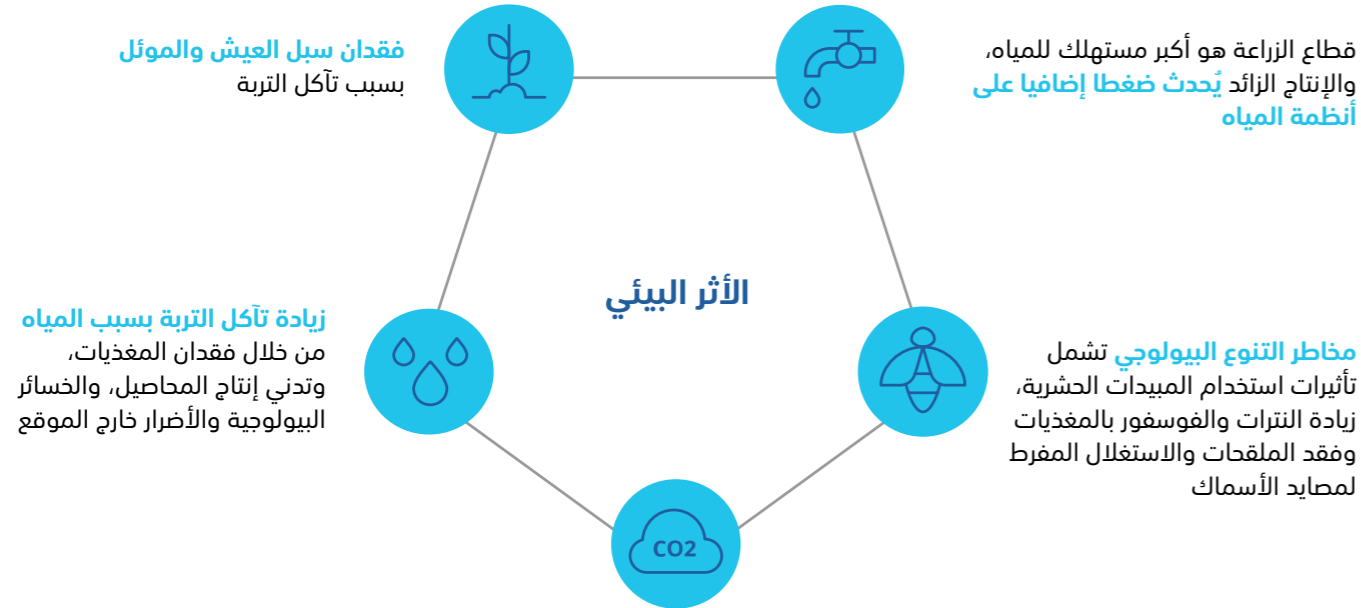 قطاع الزراعة هو أكبر مستهلك للمياه،
والإنتاج الزائد يُحدث ضغطا إضافيا على
أنظمة المياه
فقدان سبل العيش والموئل
بسبب تآكل التربة
الأثر البيئي
مخاطر التنوع البيولوجي تشمل
تأثيرات استخدام المبيدات الحشرية،
زيادة النترات والفوسفور بالمغذيات
وفقد الملقحات والاستغلال المفرط
لمصايد الأسماك
زيادة تآكل التربة بسبب المياه
من خلال فقدان المغذيات،
وتدني إنتاج المحاصيل، والخسائر
البيولوجية والأضرار خارج الموقع
CO2